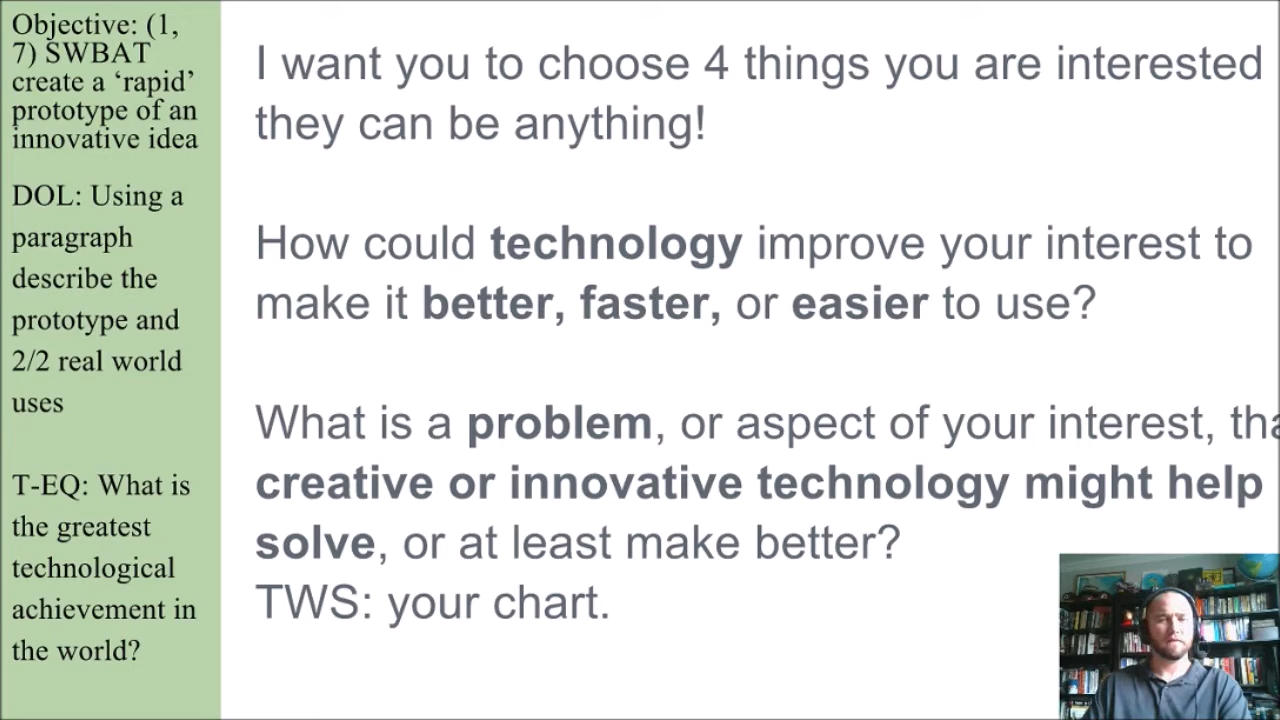 Objective: (1,
7) SWBAT
create a ‘rapid’
prototype of an
innovative idea
DOL: Using a
paragraph
describe the
prototype and
2/2 real world
uses
T-EQ: What is
the greatest
technological
achievement in
the world?
I want you to choose 4 things you are interested
they can be anything!
How could technology improve your interest to
make it better, faster, or easier to use?
What is a problem, or aspect of your interest,
creative or innovative technology might help
solve, or at least make better?
TWS: your chart.